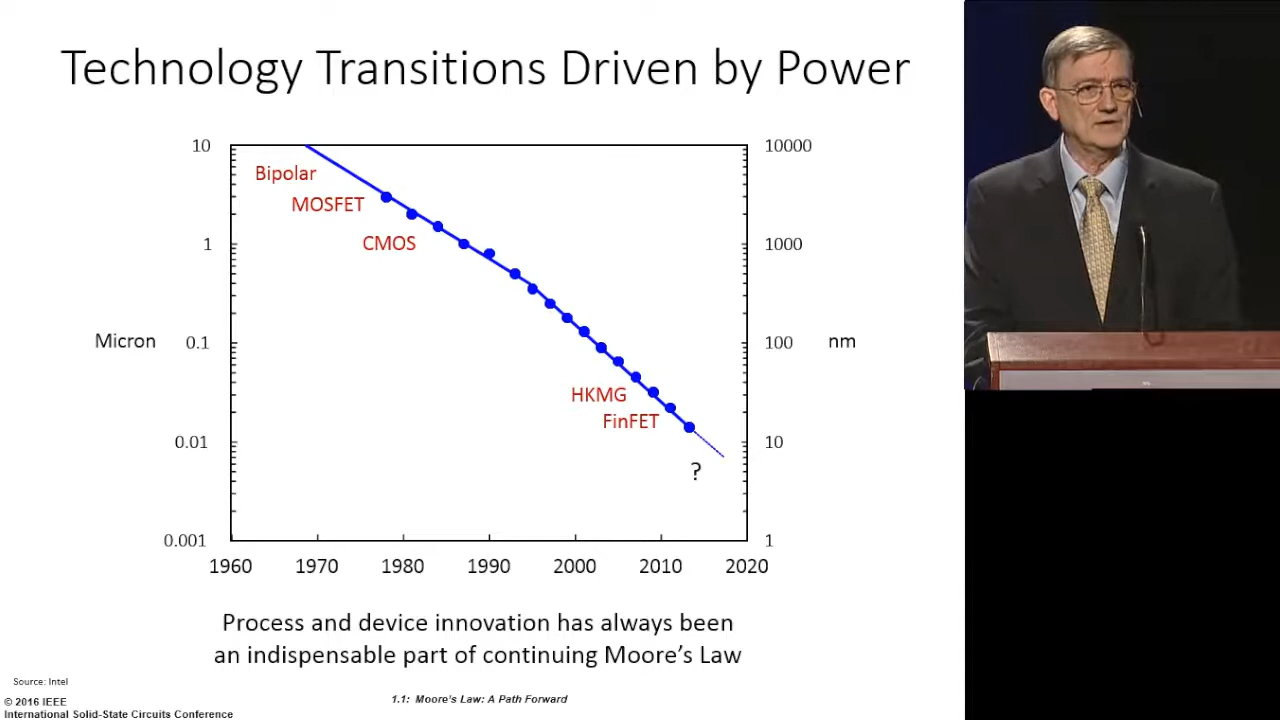 Technology Transitions Driven by Power
10
10000
Bipolar
MOSFET
CMOS
1
1000
Micron
0.1
100
nm
HKMG
FinFET
0.01
10
?
0.001
1
1960 1970 1980 1990 2000 2010 2020
Process and device innovation has always been
an indispensable part of continuing Moore's Law
Source: Intel
© 2016 IEEE
International Solid-State Circuits Conference
1.1: Moore's Law: A Path Forward